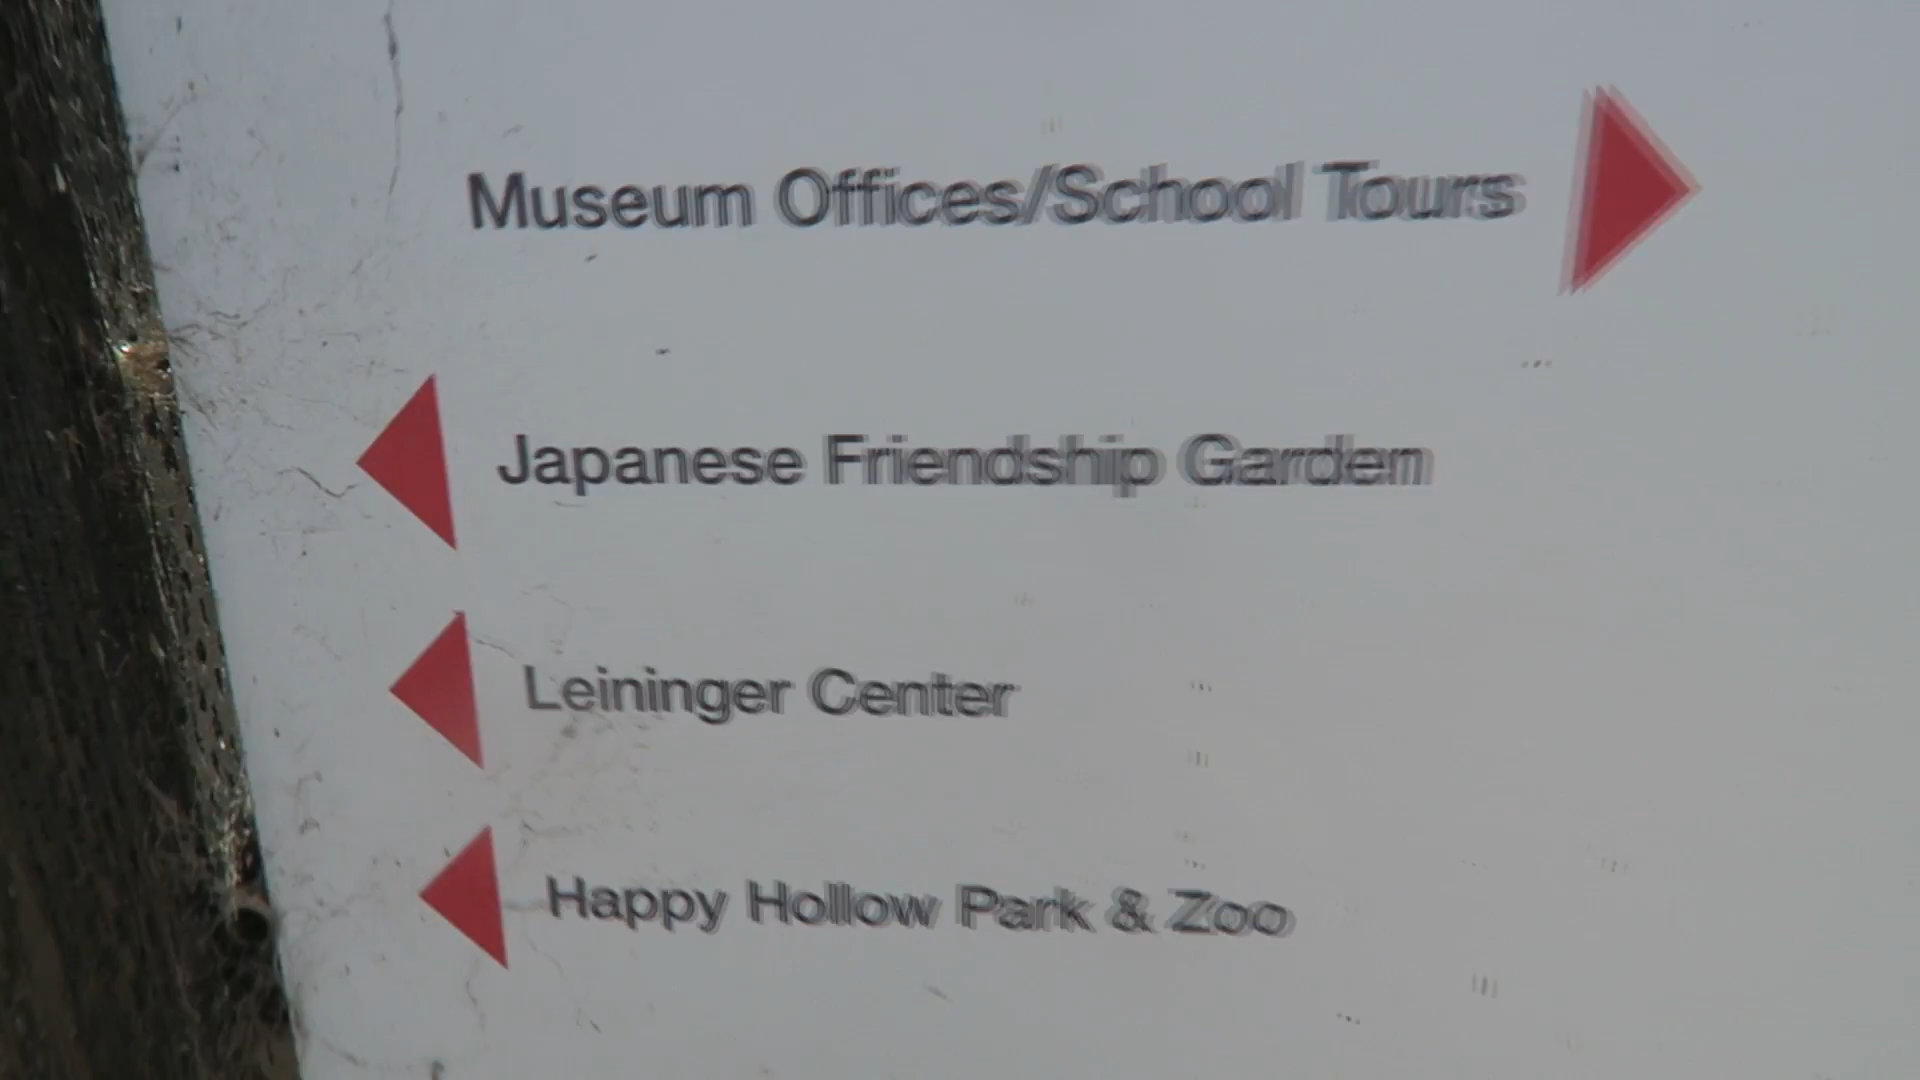 Museum Offices/School Tours
Japanese Friendship Garden
Leininger Center
Happy Hollow Park & Zoo